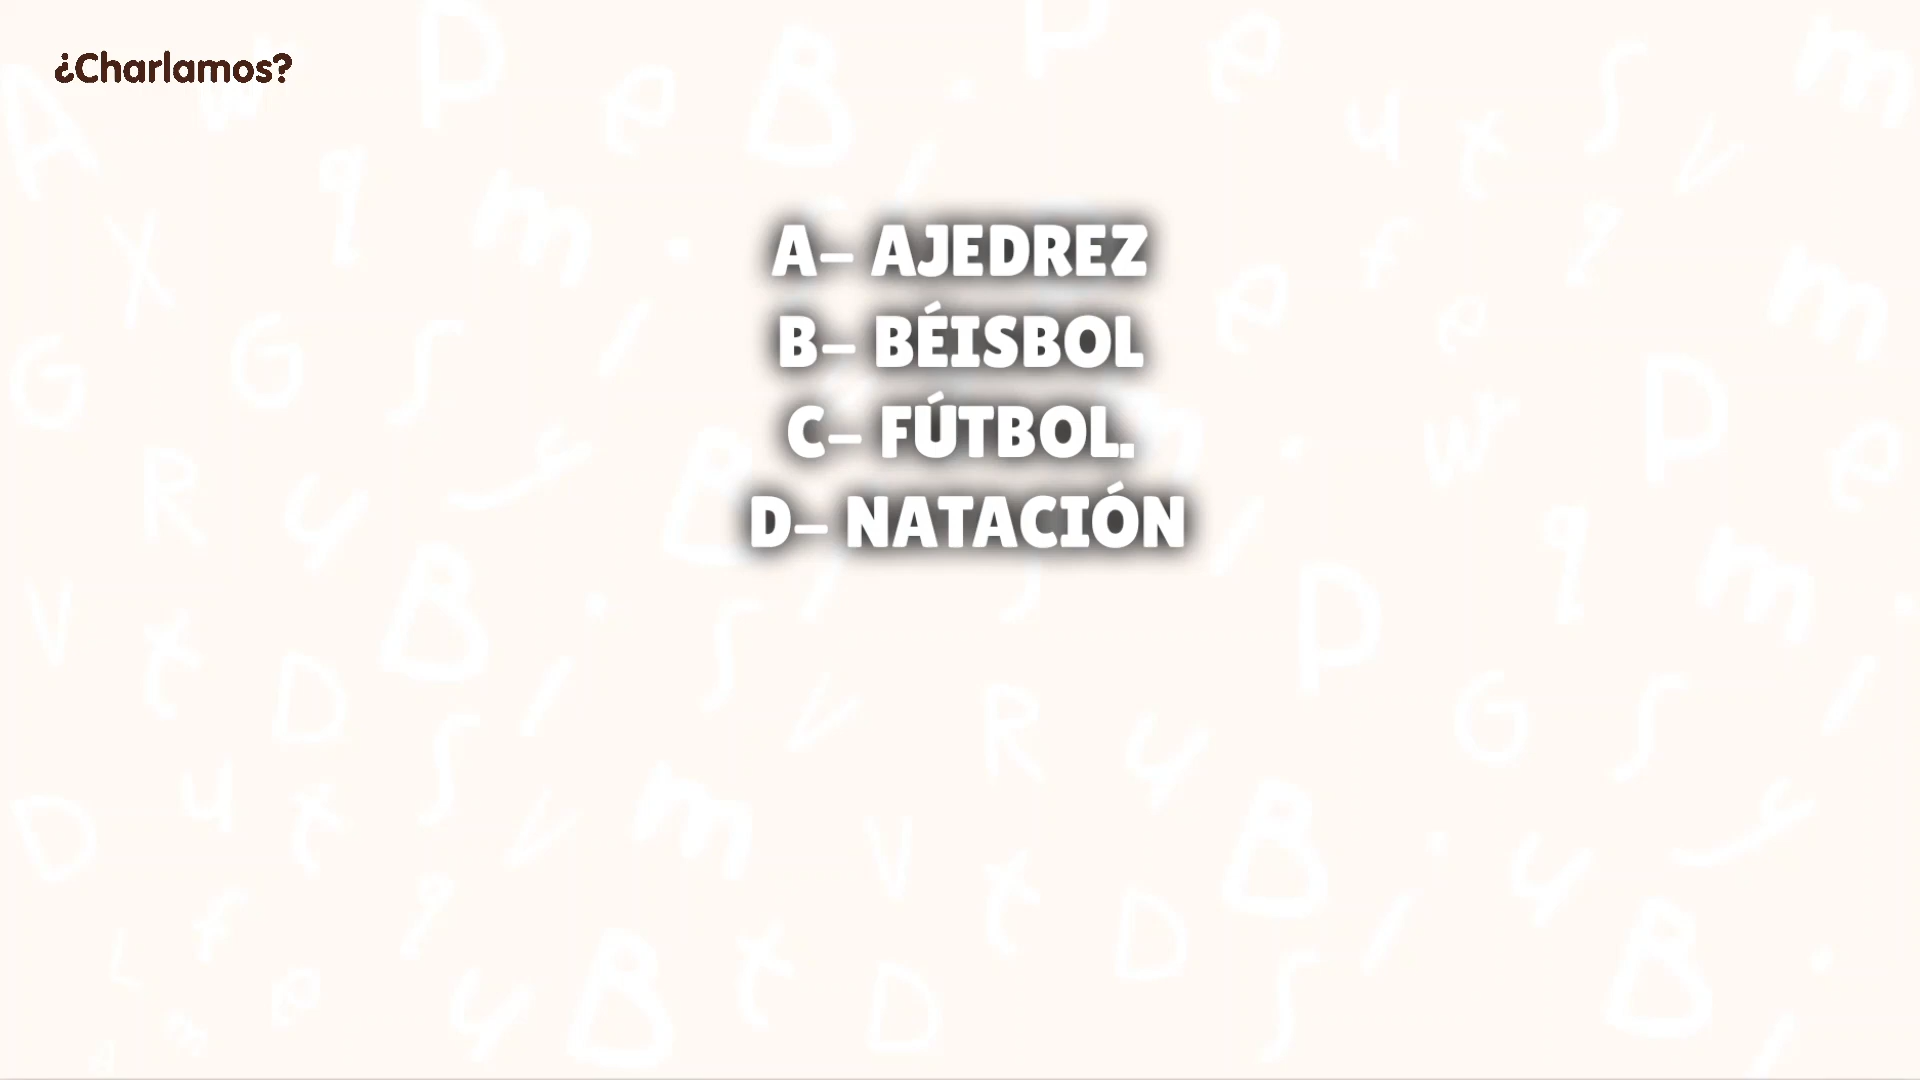 ¿Charlamos?
A– AJEDREZ
B– BÉISBOL
C– FÚTBOL.
D– NATACIÓN